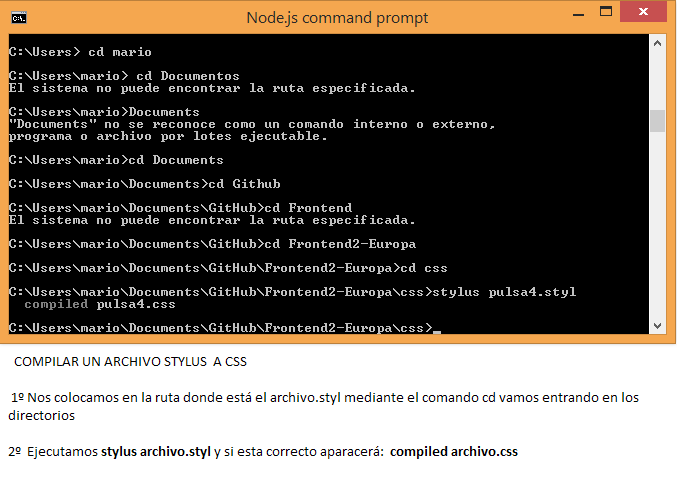 Node.js command prompt
C:\Users> cd mario
C:\Users\mario> cd Documentos
El sistema no puede encontrar la ruta especificada.
C:\Users\mario>Documents
"Documents" no se reconoce como un comando interno o externo,
programa o archivo por lotes ejecutable.
C:\Users\mario>cd Documents
C:\Users\mario\Documents>cd Github
C:\Users\mario\Documents\GitHub>cd Frontend
El sistema no puede encontrar la ruta especificada.
C:\Users\mario\Documents\GitHub>cd Frontend2-Europa
C:\Users\mario\Documents\GitHub\Frontend2-Europa>cd css
C:\Users\mario\Documents\GitHub\Frontend2-Europa\css>stylus pulsa4.styl
compiled pulsa4.css
C:\Users\mario\Documents\GitHub\Frontend2-Europa\css>_
COMPILAR UN ARCHIVO STYLUS A CSS
1º Nos colocamos en la ruta donde está el archivo.styl mediante el comando cd vamos entrando en los
directorios
2º Ejecutamos stylus archivo.styl y si esta correcto aparacerá: compiled archivo.css